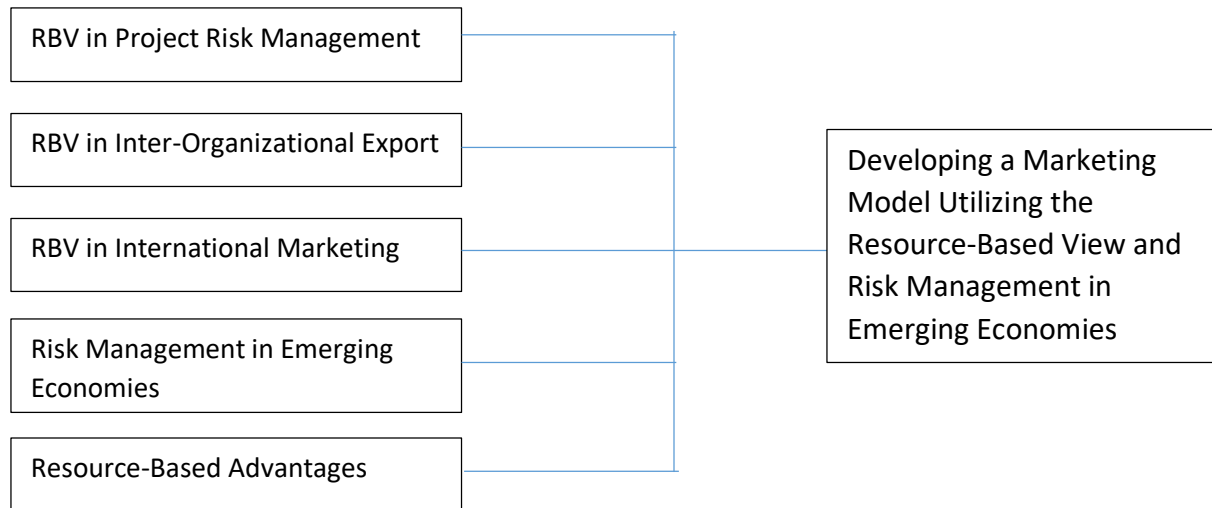 RBV in Project Risk Management
RBV in Inter-Organizational Export
RBV in International Marketing
Risk Management in Emerging
Economies
Resource-Based Advantages
Developing a Marketing
Model Utilizing the
Resource-Based View and
Risk Management in
Emerging Economies